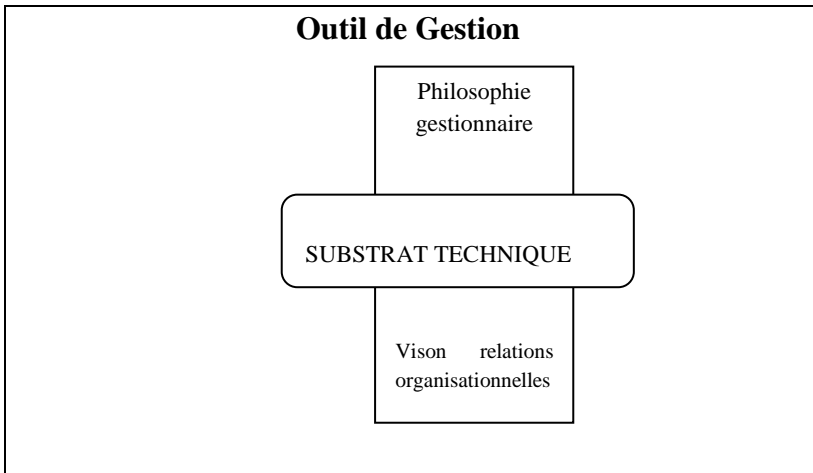 Outil de Gestion
Philosophie
gestionnaire
SUBSTRAT TECHNIQUE
Vison relations
organisationnelles